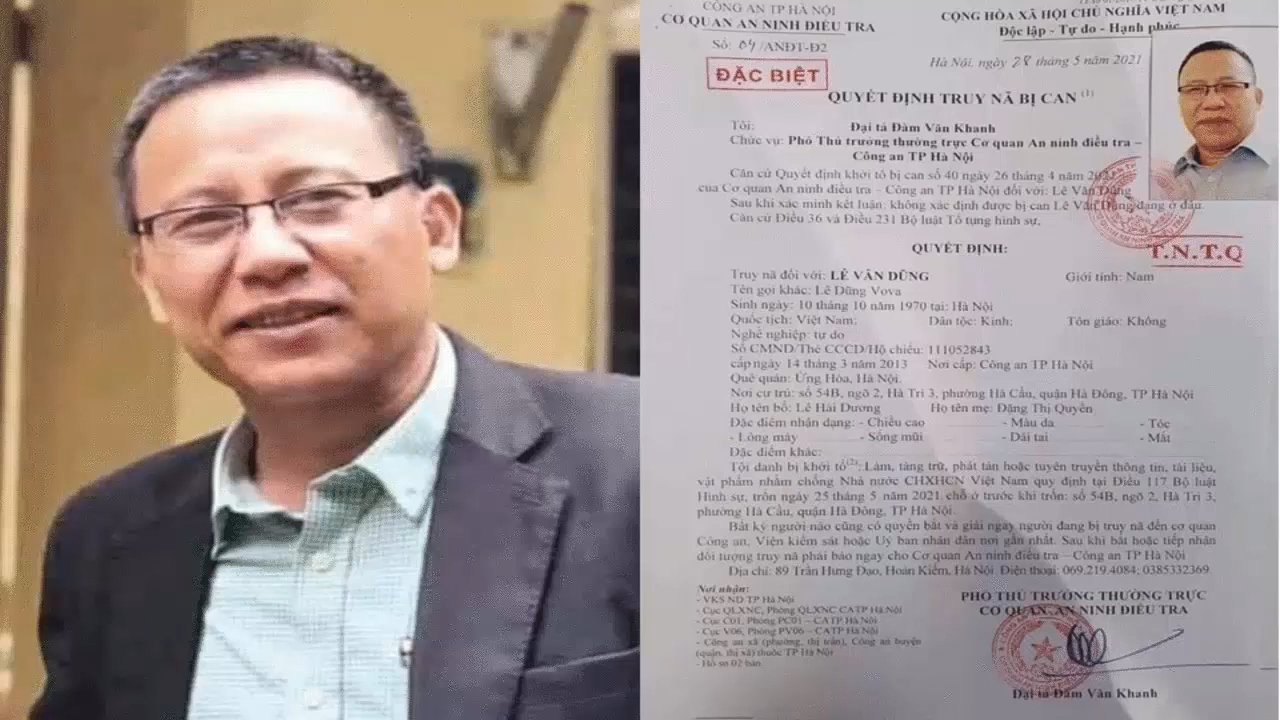 CÔNG AN TP HÀ NỘI
CƠ QUAN AN NINH ĐIỀU TRA
Số: 04/ANĐT-Đ2
ĐẶC BIỆT
CỘNG HÒA XÃ HỘI CHỦ NGHĨA VIỆT NAM
Độc lập - Tự do - Hạnh phúc
Hà Nội, ngày 28 tháng 5 năm 2021
QUYẾT ĐỊNH TRUY NÃ BỊ CAN (1)
Tôi: Đại tá Đàm Văn Khanh
Chức vụ: Phó Thủ trưởng thường trực Cơ quan An ninh điều tra –
Công an TP Hà Nội
Căn cứ Quyết định khởi tố bị can số 40 ngày 26 tháng 4 năm
của Cơ quan An ninh điều tra – Công an TP Hà Nội đối với: Lê Văn Dũng
Sau khi xác minh kết luận: không xác định được bị can Lê Văn Dũng đang ở đâu.
Căn cứ Điều 36 và Điều 231 Bộ luật Tố tụng hình sự,
T.N.T.Q
QUYẾT ĐỊNH:
Truy nã đối với: LÊ VĂN DŨNG Giới tính: Nam
Tên gọi khác: Lê Dũng Vova
Sinh ngày: 10 tháng 10 năm 1970 tại: Hà Nội
Quốc tịch: Việt Nam; Dân tộc: Kinh; Tôn giáo: Không
Nghề nghiệp: tự do
Số CMND/Thẻ CCCD/Hộ chiếu: 111052843
cấp ngày 14 tháng 3 năm 2013 Nơi cấp: Công an TP Hà Nội
Quê quán: Ứng Hòa, Hà Nội.
Nơi cư trú: số 54B, ngõ 2, Hà Trì 3, phường Hà Cầu, quận Hà Đông, TP Hà Nội
Họ tên bố: Lê Hải Dương Họ tên mẹ: Đặng Thị Quyền
Đặc điểm nhận dạng: - Chiều cao - Màu da - Tóc
- Lông mày - Sống mũi - Dái tai - Mắt
Đặc điểm khác:
Tội danh bị khởi tố(2): Làm, tàng trữ, phát tán hoặc tuyên truyền thông tin, tài liệu,
vật phẩm nhằm chống Nhà nước CHXHCN Việt Nam quy định tại Điều 117 Bộ luật
Hình sự, trốn ngày 25 tháng 5 năm 2021 chỗ ở trước khi trốn: số 54B, ngõ 2, Hà Trì 3,
phường Hà Cầu, quận Hà Đông, TP Hà Nội.
Bất kỳ người nào cũng có quyền bắt và giải ngay người đang bị truy nã đến cơ quan
Công an, Viện kiểm sát hoặc Uỷ ban nhân dân nơi gần nhất. Sau khi bắt hoặc tiếp nhận
đối tượng truy nã phải báo ngay cho Cơ quan An ninh điều tra – Công an TP Hà Nội
Địa chỉ: 89 Trần Hưng Đạo, Hoàn Kiếm, Hà Nội. Điện thoại: 069.219.4084; 0385332369.
Nơi nhận:
- VKS ND TP Hà Nội
- Cục QLXNC, Phòng QLXNC CATP Hà Nội
- Cục C01, Phòng PC01 – CATP Hà Nội
- Cục V06, Phòng PV06 – CATP Hà Nội
- Công an xã (phường, thị trấn), Công an huyện
(quận, thị xã) thuộc TP Hà Nội
- Hồ sơ 02 bản
PHÓ THỦ TRƯỞNG THƯỜNG TRỰC
CƠ QUAN AN NINH ĐIỀU TRA
Đại tá Đàm Văn Khanh